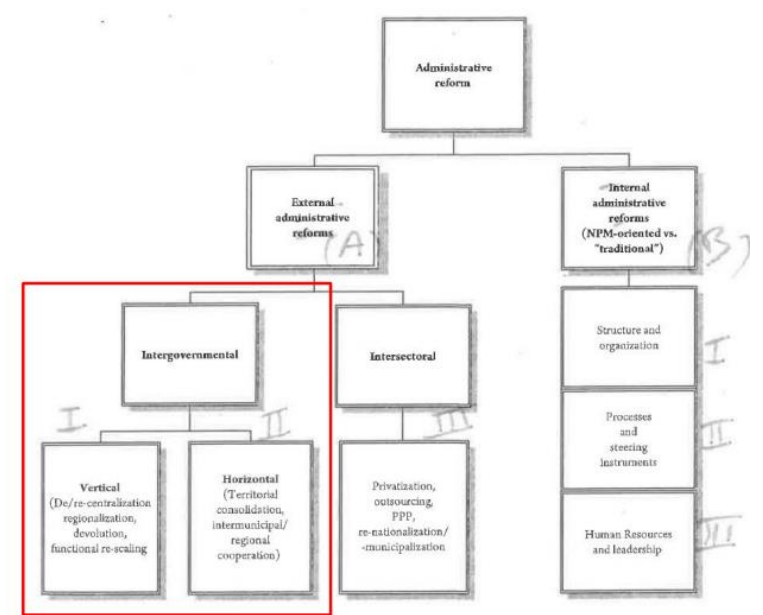 Administrative
reform
External
administrative
reforms
(A)
Internal
administrative
reforms
(NPM-oriented vs.
"traditional")
(B)
Intergovernmental
Intersectoral
Structure and
organization
I
I
II
III
Processes
and
steering
instruments
II
Vertical
(De/re-centralization
regionalization,
devolution,
functional re-scaling
Horizontal
(Territorial
consolidation,
intermunicipal/
regional
cooperation)
Privatization,
outsourcing,
PPP,
re-nationalization/
-municipalization
Human Resources
and leadership
III